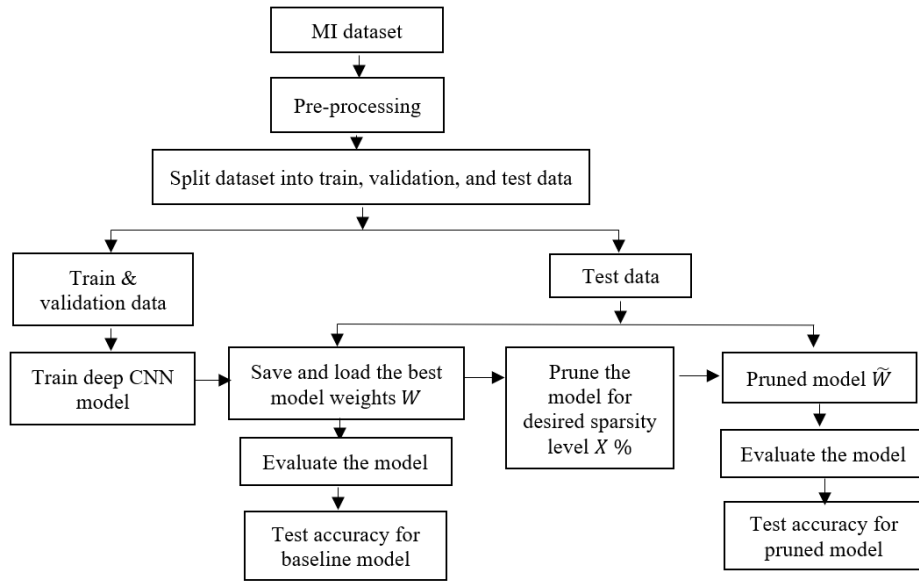 MI dataset
Pre-processing
Split dataset into train, validation, and test data
Train &
validation data
Test data
Train deep CNN
model
Save and load the best
model weights W
Prune the
model for
desired sparsity
level X %
Pruned model W̃
Evaluate the model
Evaluate the model
Test accuracy for
baseline model
Test accuracy for
pruned model